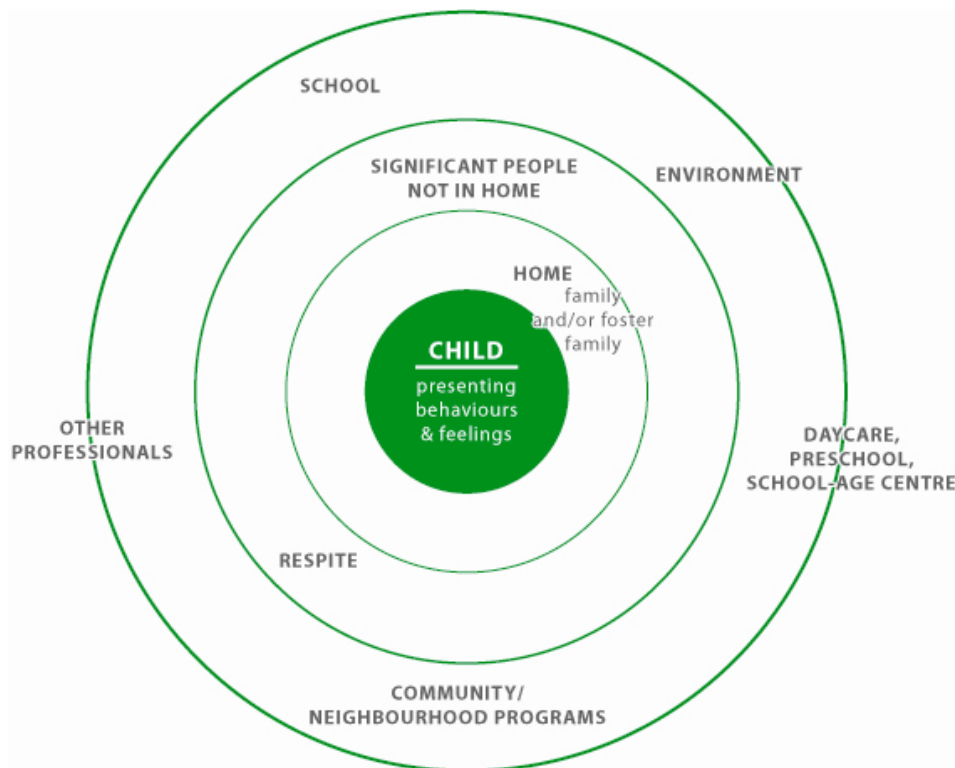 SCHOOL
SIGNIFICANT PEOPLE
NOT IN HOME
ENVIRONMENT
HOME
family
and/or foster
family
CHILD
presenting
behaviours
& feelings
OTHER
PROFESSIONALS
DAYCARE,
PRESCHOOL,
SCHOOL-AGE CENTRE
RESPITE
COMMUNITY/
NEIGHBOURHOOD PROGRAMS